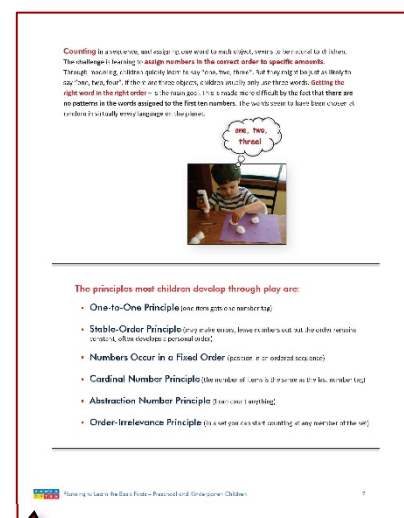 Counting in a sequence, and assigning one word to each object, seems to be natural to children.
The challenge is learning to assign numbers in the correct order to specific amounts.
Through modeling, children quickly learn to say "one, two, three". But they might be just as likely to
say "one, two, four". If there are three objects, children usually only use three words. Getting the
right word in the right order – is the main goal. This is made more difficult by the fact that there are
no patterns in the words assigned to the first ten numbers. The words seem to have been chosen at
random in virtually every language on the planet.
one, two,
three!
The principles most children develop through play are:
• One-to-One Principle (one item gets one number tag)
• Stable-Order Principle (may make errors, leave numbers out but the order remains
constant, often develops a personal order)
• Numbers Occur in a Fixed Order (position in an ordered sequence)
• Cardinal Number Principle (the number of items is the same as the last number tag)
• Abstraction Number Principle (I can count anything)
• Order-Irrelevance Principle (in a set you can start counting at any member of the set)
Planning to Learn the Basic Facts – Preschool and Kindergarten Children 7